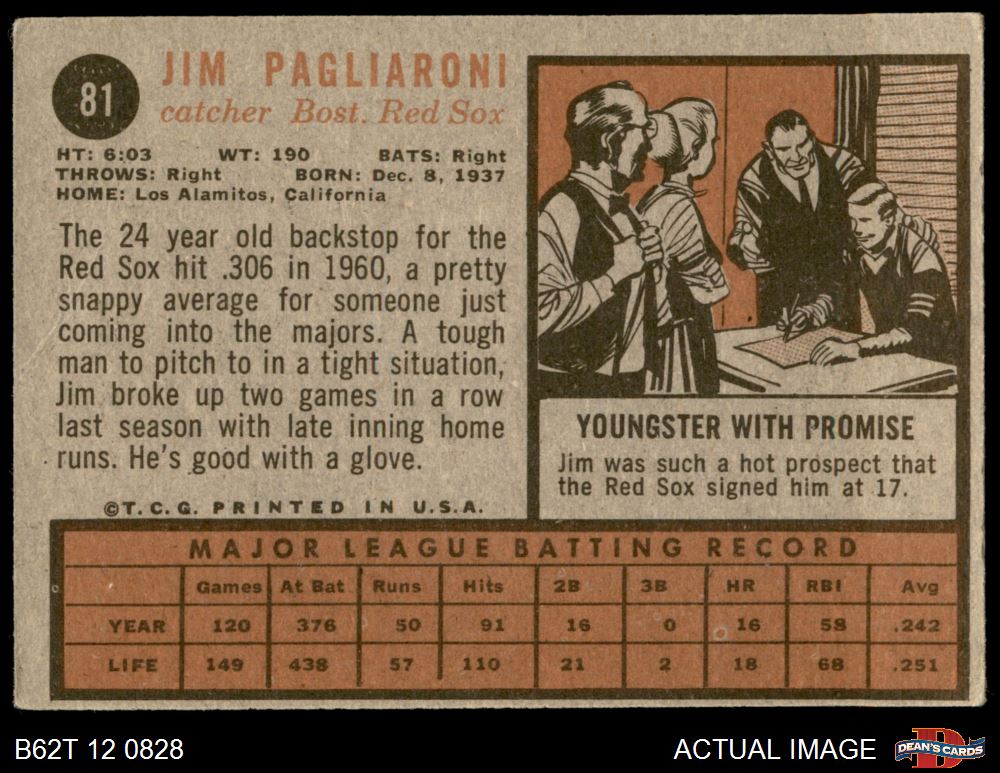 81
JIM PAGLIARONI
catcher Bost. Red Sox
HT: 6:03 WT: 190 BATS: Right
THROWS: Right BORN: Dec. 8, 1937
HOME: Los Alamitos, California
The 24 year old backstop for the
Red Sox hit .306 in 1960, a pretty
snappy average for someone just
coming into the majors. A tough
man to pitch to in a tight situation,
Jim broke up two games in a row
last season with late inning home
runs. He's good with a glove.
©T.C.G. PRINTED IN U.S.A.
YOUNGSTER WITH PROMISE
Jim was such a hot prospect that
the Red Sox signed him at 17.
MAJOR LEAGUE BATTING RECORD
Games At Bat Runs Hits 2B 3B HR RBI Avg
YEAR 120 376 50 91 16 0 16 58 .242
LIFE 149 438 57 110 21 2 18 68 .251
B62T 12 0828
ACTUAL IMAGE
D
DEAN'S CARDS